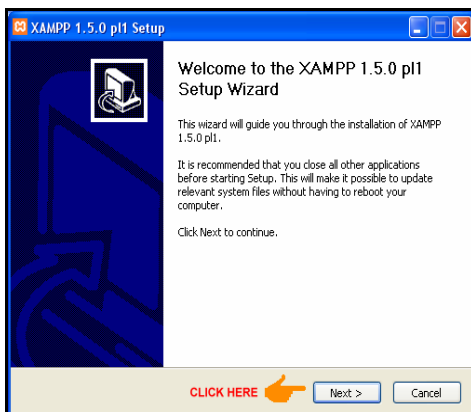 XAMPP 1.5.0 pl1 Setup
Welcome to the XAMPP 1.5.0 pl1
Setup Wizard
This wizard will guide you through the installation of XAMPP
1.5.0 pl1.
It is recommended that you close all other applications
before starting Setup. This will make it possible to update
relevant system files without having to reboot your
computer.
Click Next to continue.
CLICK HERE Next > Cancel